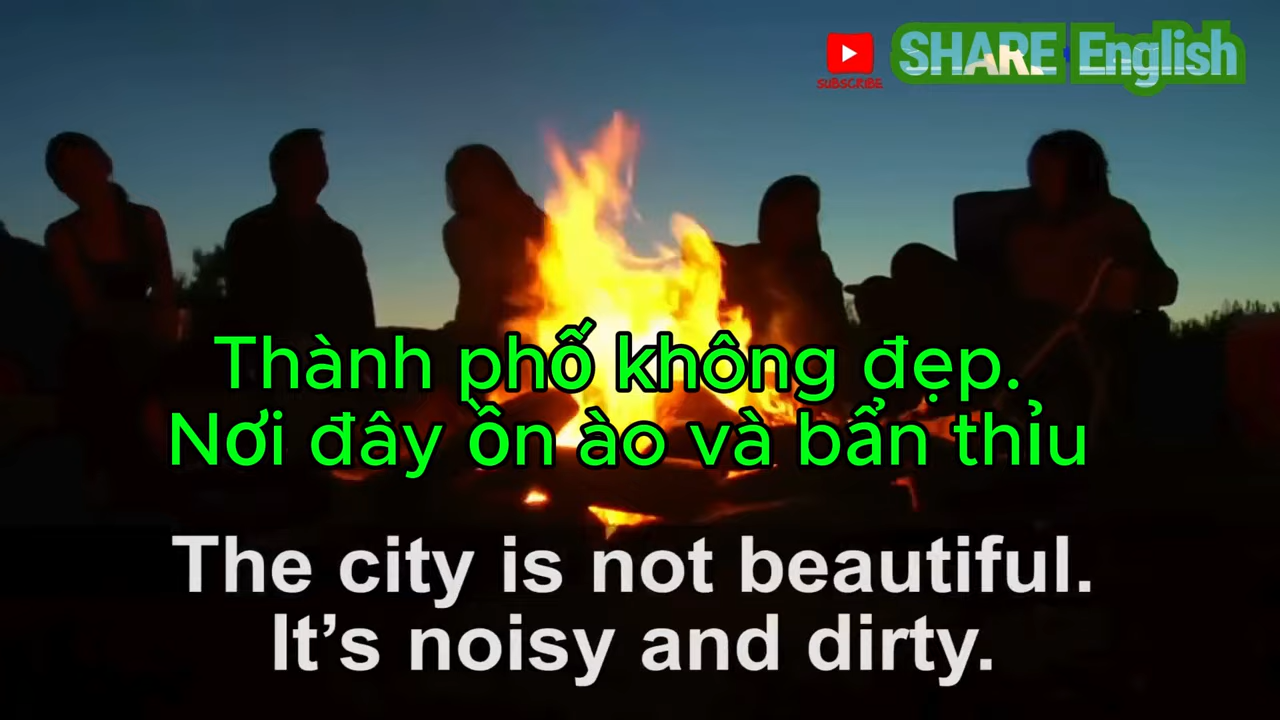 SUBSCRIBE
SHARE English
Thành phố không đẹp.
Nơi đây ồn ào và bẩn thỉu
The city is not beautiful.
It’s noisy and dirty.